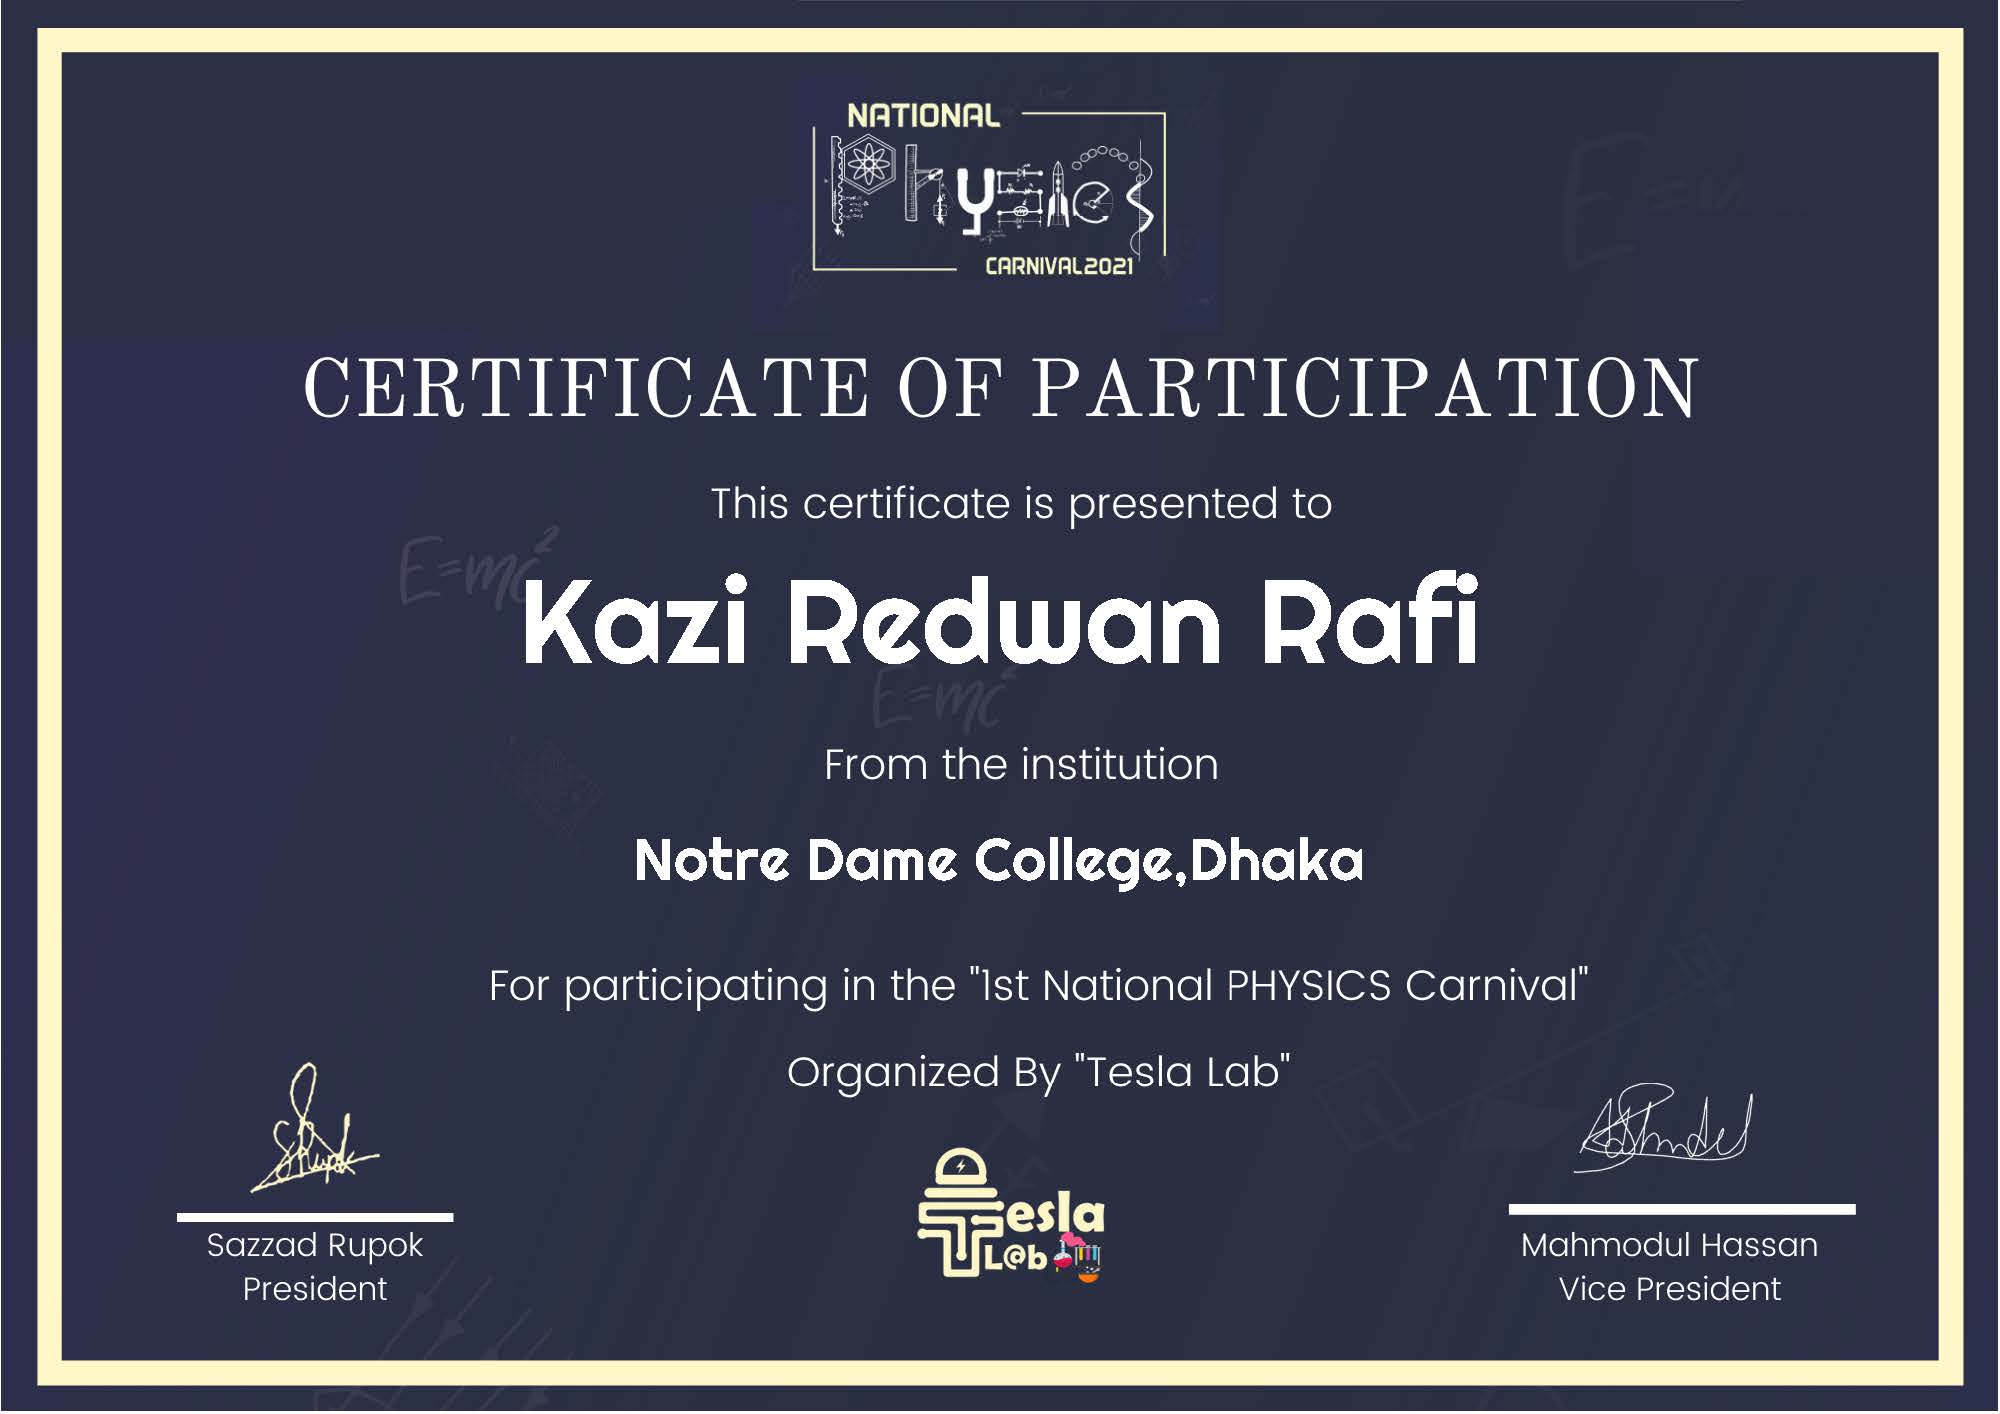 NATIONAL
Physics
CARNIVAL2021
CERTIFICATE OF PARTICIPATION
This certificate is presented to
E=mc²
Kazi Redwan Rafi
E=mc²
From the institution
Notre Dame College,Dhaka
For participating in the "1st National PHYSICS Carnival"
Organized By "Tesla Lab"
Tesla
L@b
Sazzad Rupok
President
Mahmodul Hassan
Vice President